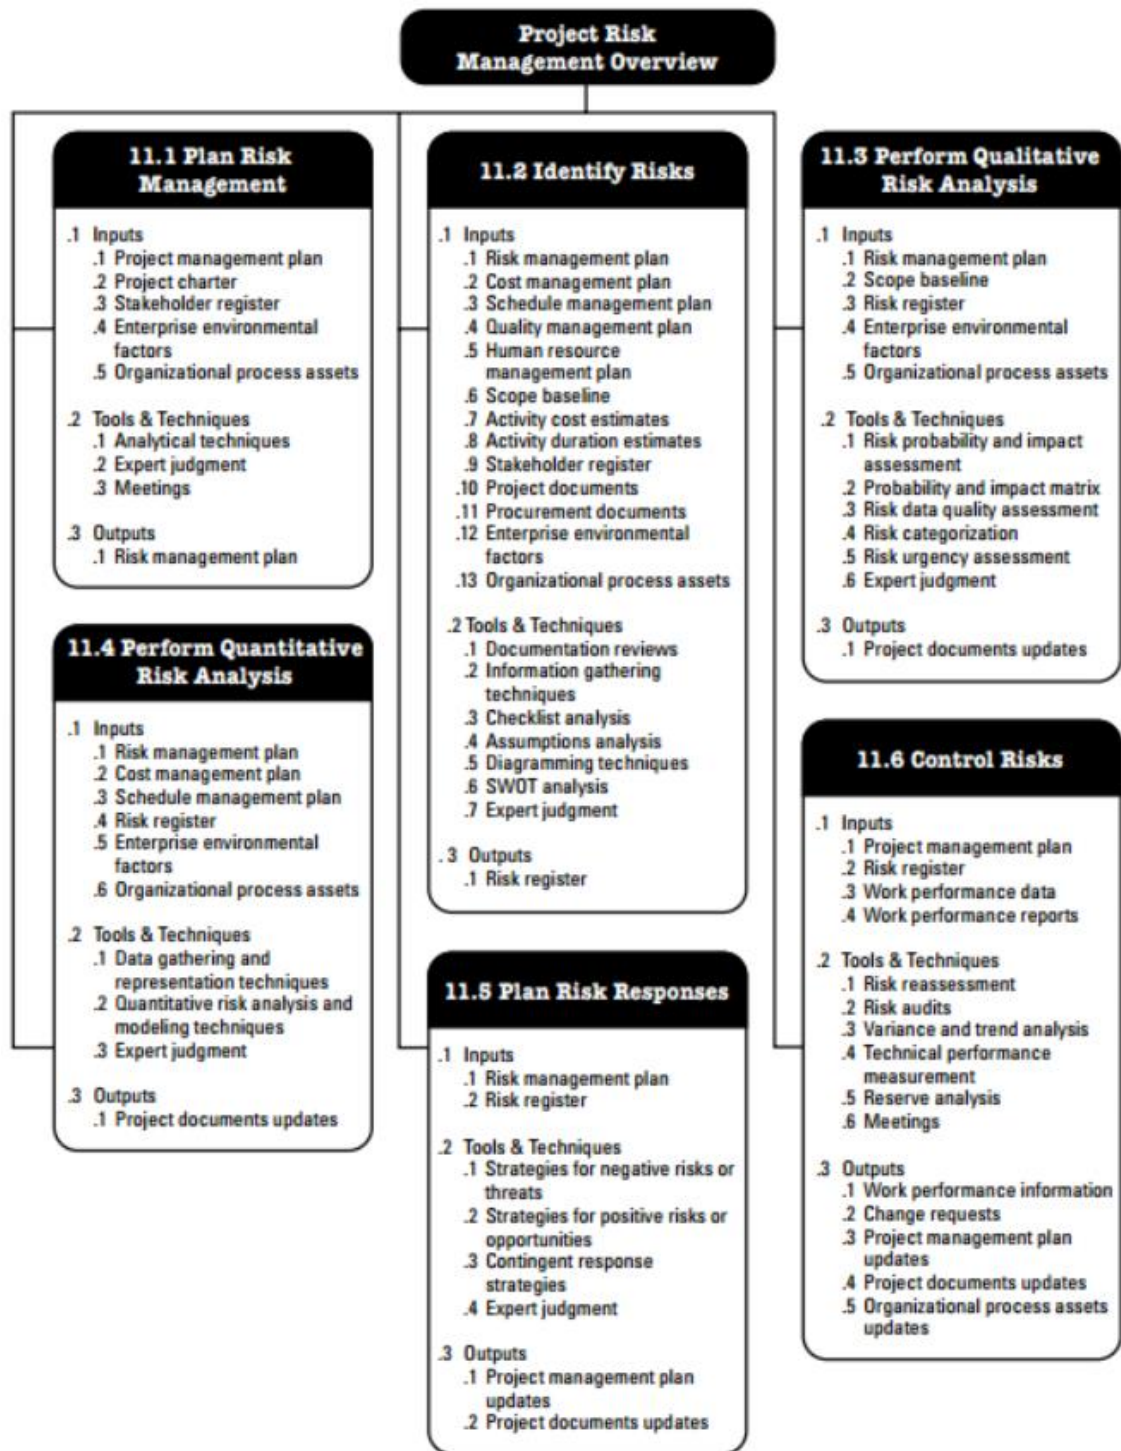 Project Risk
Management Overview
11.1 Plan Risk
Management
.1 Inputs
.1 Project management plan
.2 Project charter
.3 Stakeholder register
.4 Enterprise environmental
factors
.5 Organizational process assets
.2 Tools & Techniques
.1 Analytical techniques
.2 Expert judgment
.3 Meetings
.3 Outputs
.1 Risk management plan
11.2 Identify Risks
.1 Inputs
.1 Risk management plan
.2 Cost management plan
.3 Schedule management plan
.4 Quality management plan
.5 Human resource
management plan
.6 Scope baseline
.7 Activity cost estimates
.8 Activity duration estimates
.9 Stakeholder register
.10 Project documents
.11 Procurement documents
.12 Enterprise environmental
factors
.13 Organizational process assets
.2 Tools & Techniques
.1 Documentation reviews
.2 Information gathering
techniques
.3 Checklist analysis
.4 Assumptions analysis
.5 Diagramming techniques
.6 SWOT analysis
.7 Expert judgment
.3 Outputs
.1 Risk register
11.3 Perform Qualitative
Risk Analysis
.1 Inputs
.1 Risk management plan
.2 Scope baseline
.3 Risk register
.4 Enterprise environmental
factors
.5 Organizational process assets
.2 Tools & Techniques
.1 Risk probability and impact
assessment
.2 Probability and impact matrix
.3 Risk data quality assessment
.4 Risk categorization
.5 Risk urgency assessment
.6 Expert judgment
.3 Outputs
.1 Project documents updates
11.4 Perform Quantitative
Risk Analysis
.1 Inputs
.1 Risk management plan
.2 Cost management plan
.3 Schedule management plan
.4 Risk register
.5 Enterprise environmental
factors
.6 Organizational process assets
.2 Tools & Techniques
.1 Data gathering and
representation techniques
.2 Quantitative risk analysis and
modeling techniques
.3 Expert judgment
.3 Outputs
.1 Project documents updates
11.5 Plan Risk Responses
.1 Inputs
.1 Risk management plan
.2 Risk register
.2 Tools & Techniques
.1 Strategies for negative risks or
threats
.2 Strategies for positive risks or
opportunities
.3 Contingent response
strategies
.4 Expert judgment
.3 Outputs
.1 Project management plan
updates
.2 Project documents updates
11.6 Control Risks
.1 Inputs
.1 Project management plan
.2 Risk register
.3 Work performance data
.4 Work performance reports
.2 Tools & Techniques
.1 Risk reassessment
.2 Risk audits
.3 Variance and trend analysis
.4 Technical performance
measurement
.5 Reserve analysis
.6 Meetings
.3 Outputs
.1 Work performance information
.2 Change requests
.3 Project management plan
updates
.4 Project documents updates
.5 Organizational process assets
updates